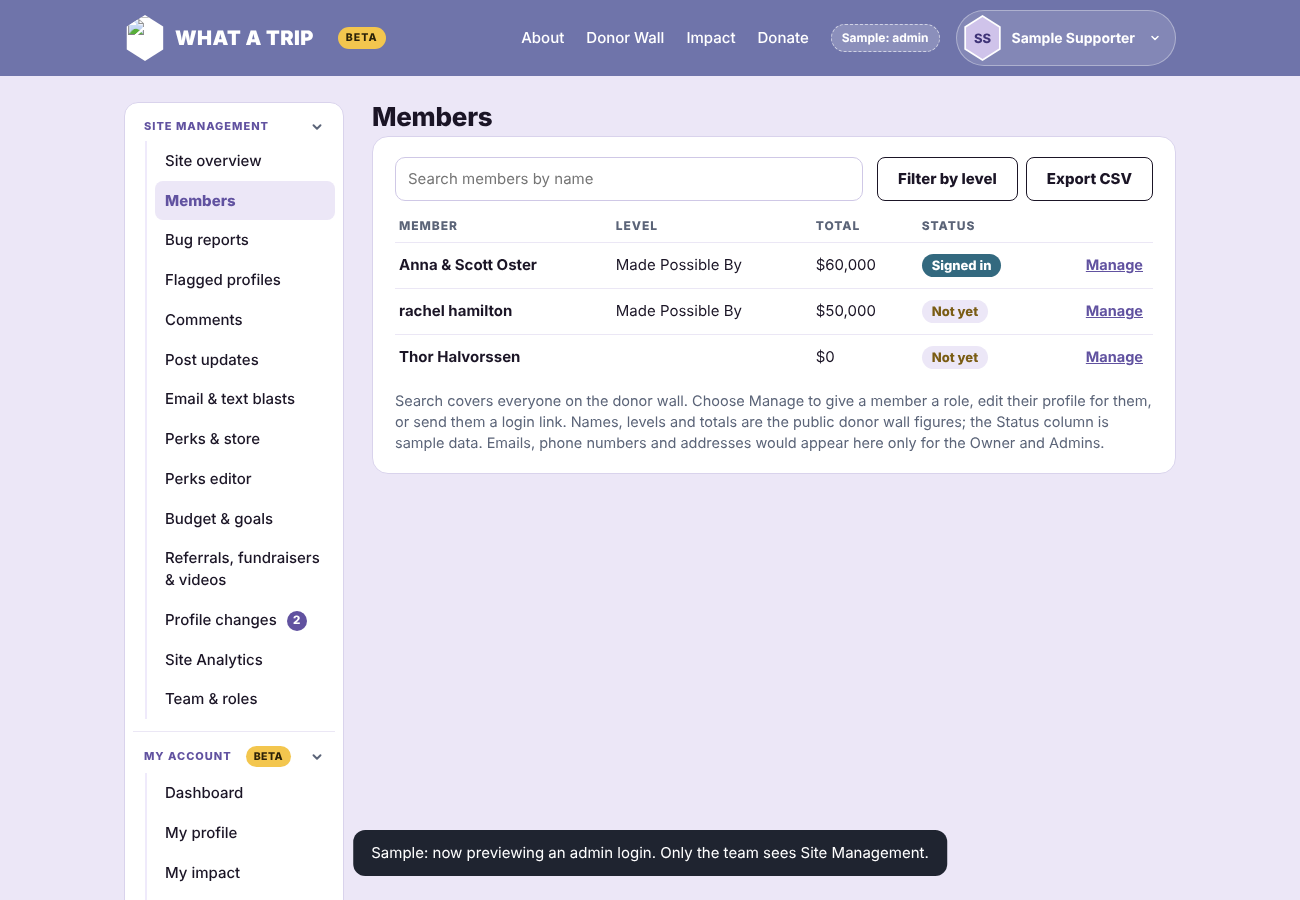 WHAT A TRIP BETA About Donor Wall Impact Donate Sample: admin SS Sample Supporter
SITE MANAGEMENT
Site overview
Members
Bug reports
Flagged profiles
Comments
Post updates
Email & text blasts
Perks & store
Perks editor
Budget & goals
Referrals, fundraisers
& videos
Profile changes 2
Site Analytics
Team & roles
MY ACCOUNT BETA
Dashboard
My profile
My impact
Members
Search members by name Filter by level Export CSV
MEMBER LEVEL TOTAL STATUS
Anna & Scott Oster Made Possible By $60,000 Signed in Manage
rachel hamilton Made Possible By $50,000 Not yet Manage
Thor Halvorssen $0 Not yet Manage
Search covers everyone on the donor wall. Choose Manage to give a member a role, edit their profile for them,
or send them a login link. Names, levels and totals are the public donor wall figures; the Status column is
sample data. Emails, phone numbers and addresses would appear here only for the Owner and Admins.
Sample: now previewing an admin login. Only the team sees Site Management.